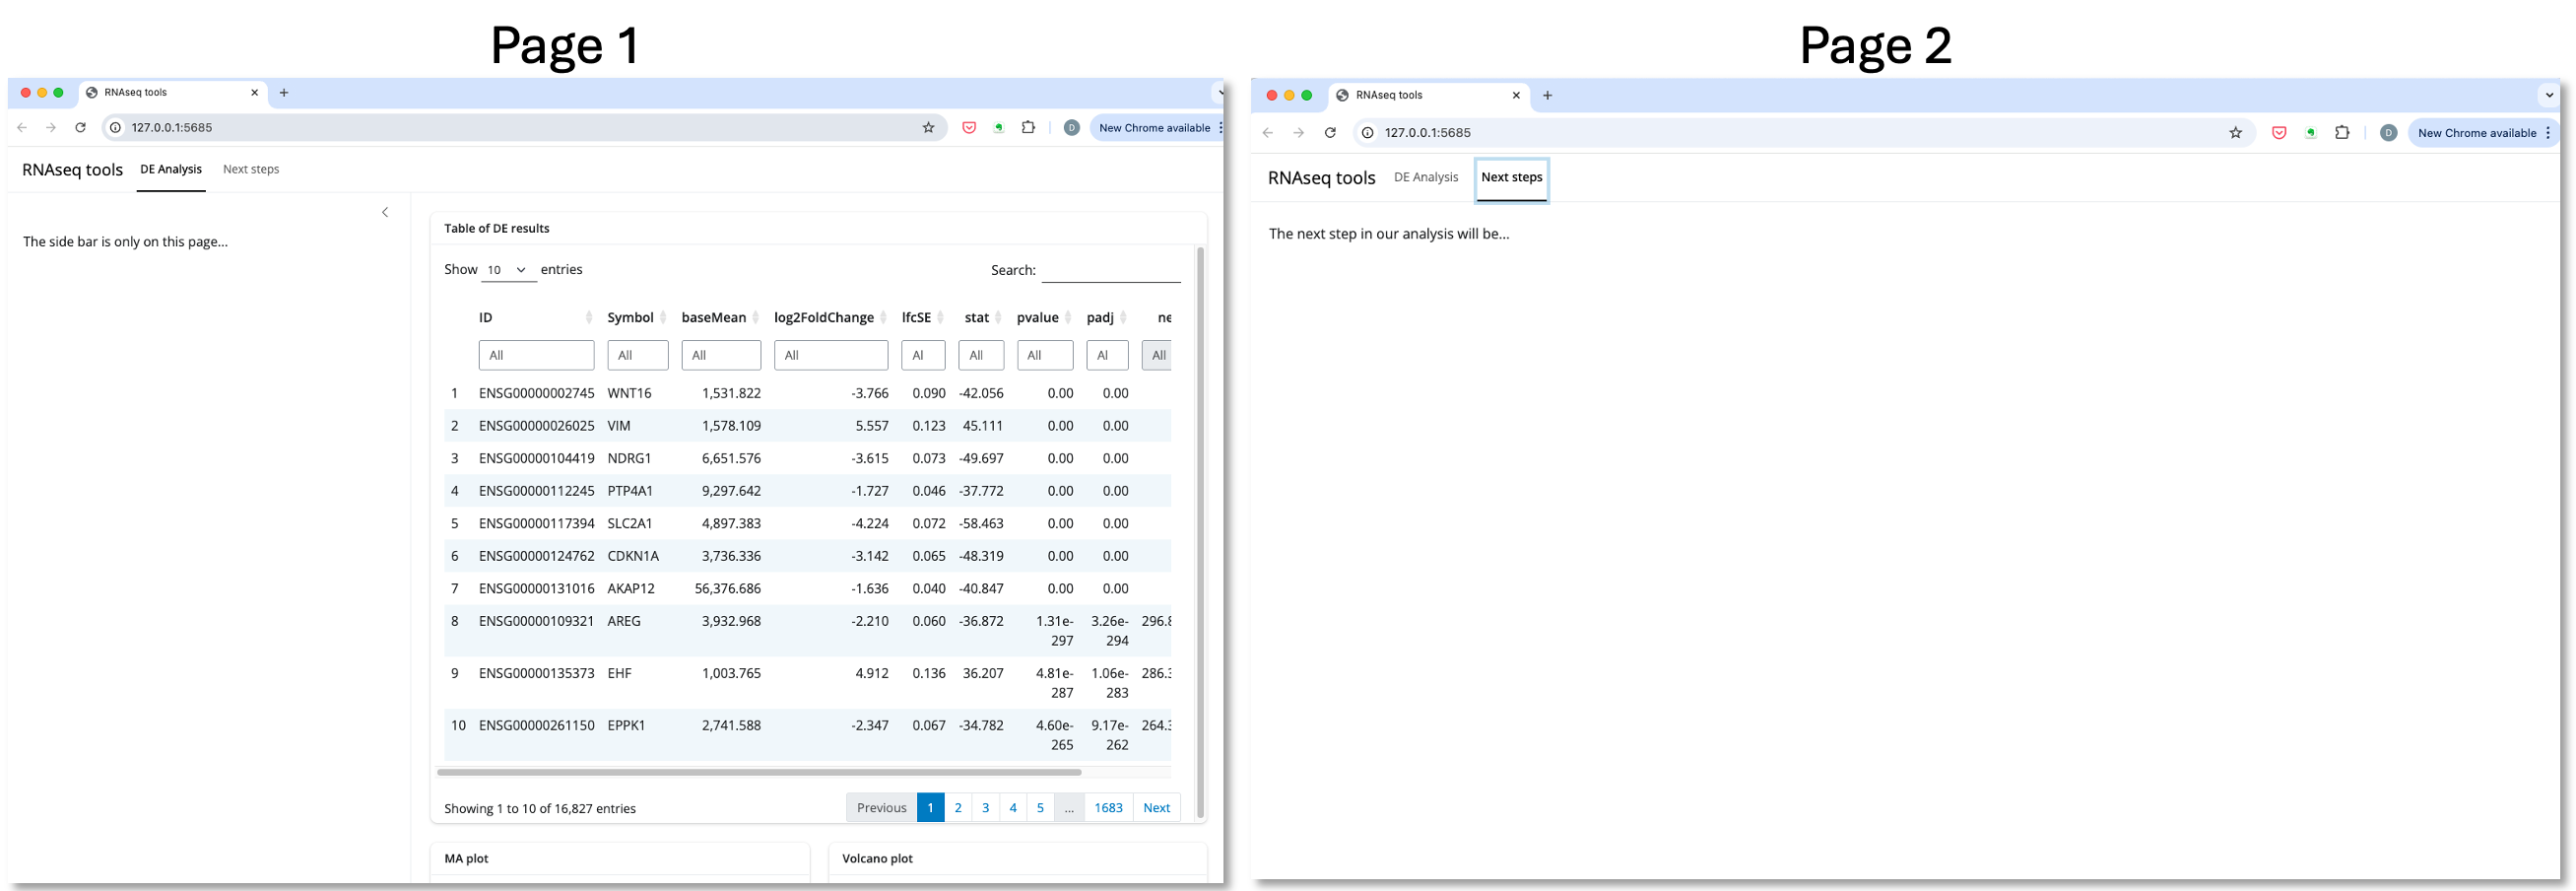 Page 1
RNAseq tools
127.0.0.1:5685
D
New Chrome available
RNAseq tools DE Analysis Next steps
The side bar is only on this page...
Table of DE results
Show 10 entries Search:
ID Symbol baseMean log2FoldChange lfcSE stat pvalue padj ne
All All All All Al All All Al All
1 ENSG00000002745 WNT16 1,531.822 -3.766 0.090 -42.056 0.00 0.00
2 ENSG00000026025 VIM 1,578.109 5.557 0.123 45.111 0.00 0.00
3 ENSG00000104419 NDRG1 6,651.576 -3.615 0.073 -49.697 0.00 0.00
4 ENSG00000112245 PTP4A1 9,297.642 -1.727 0.046 -37.772 0.00 0.00
5 ENSG00000117394 SLC2A1 4,897.383 -4.224 0.072 -58.463 0.00 0.00
6 ENSG00000124762 CDKN1A 3,736.336 -3.142 0.065 -48.319 0.00 0.00
7 ENSG00000131016 AKAP12 56,376.686 -1.636 0.040 -40.847 0.00 0.00
8 ENSG00000109321 AREG 3,932.968 -2.210 0.060 -36.872 1.31e-297 3.26e-294 296.8
9 ENSG00000135373 EHF 1,003.765 4.912 0.136 36.207 4.81e-287 1.06e-283 286.3
10 ENSG00000261150 EPPK1 2,741.588 -2.347 0.067 -34.782 4.60e-265 9.17e-262 264.3
Showing 1 to 10 of 16,827 entries Previous 1 2 3 4 5 ... 1683 Next
MA plot Volcano plot
Page 2
RNAseq tools
127.0.0.1:5685
D
New Chrome available
RNAseq tools DE Analysis Next steps
The next step in our analysis will be...